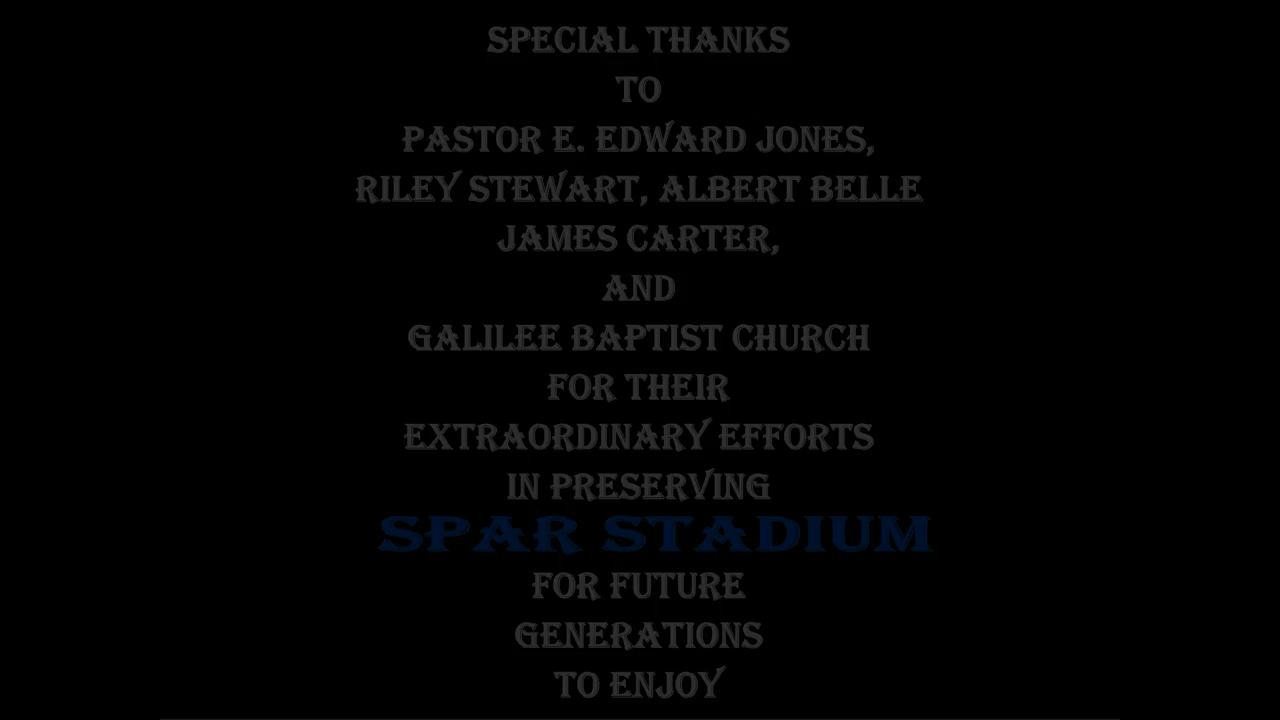 SPECIAL THANKS
TO
PASTOR E. EDWARD JONES,
RILEY STEWART, ALBERT BELLE
JAMES CARTER,
AND
GALILEE BAPTIST CHURCH
FOR THEIR
EXTRAORDINARY EFFORTS
IN PRESERVING
SPAR STADIUM
FOR FUTURE
GENERATIONS
TO ENJOY